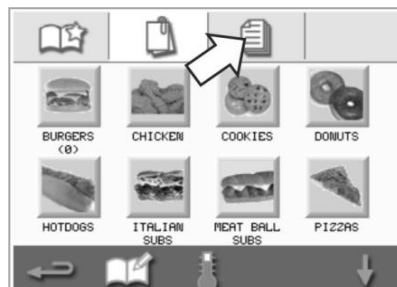 BURGERS
(0)
CHICKEN
COOKIES
DONUTS
HOTDOGS
ITALIAN
SUBS
MEAT BALL
SUBS
PIZZAS